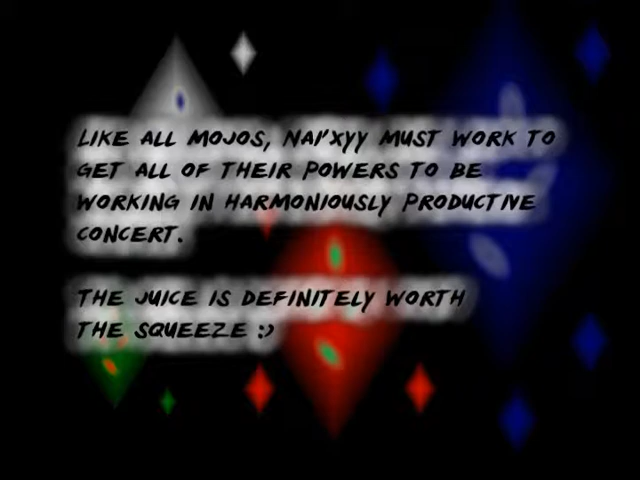 LIKE ALL MOJOS, NAI'XYY MUST WORK TO
GET ALL OF THEIR POWERS TO BE
WORKING IN HARMONIOUSLY PRODUCTIVE
CONCERT.
THE JUICE IS DEFINITELY WORTH
THE SQUEEZE :)